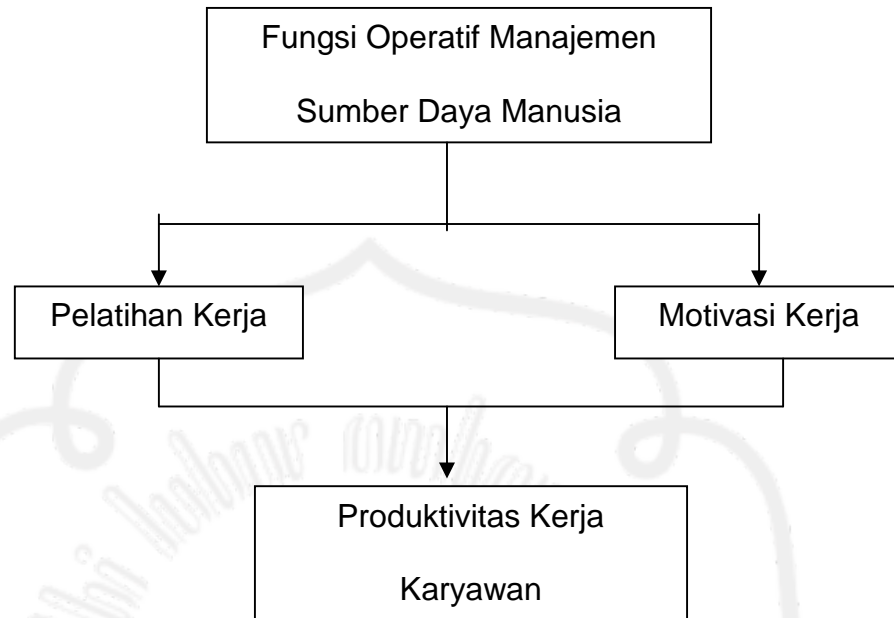 Fungsi Operatif Manajemen
Sumber Daya Manusia
Pelatihan Kerja
Motivasi Kerja
Produktivitas Kerja
Karyawan